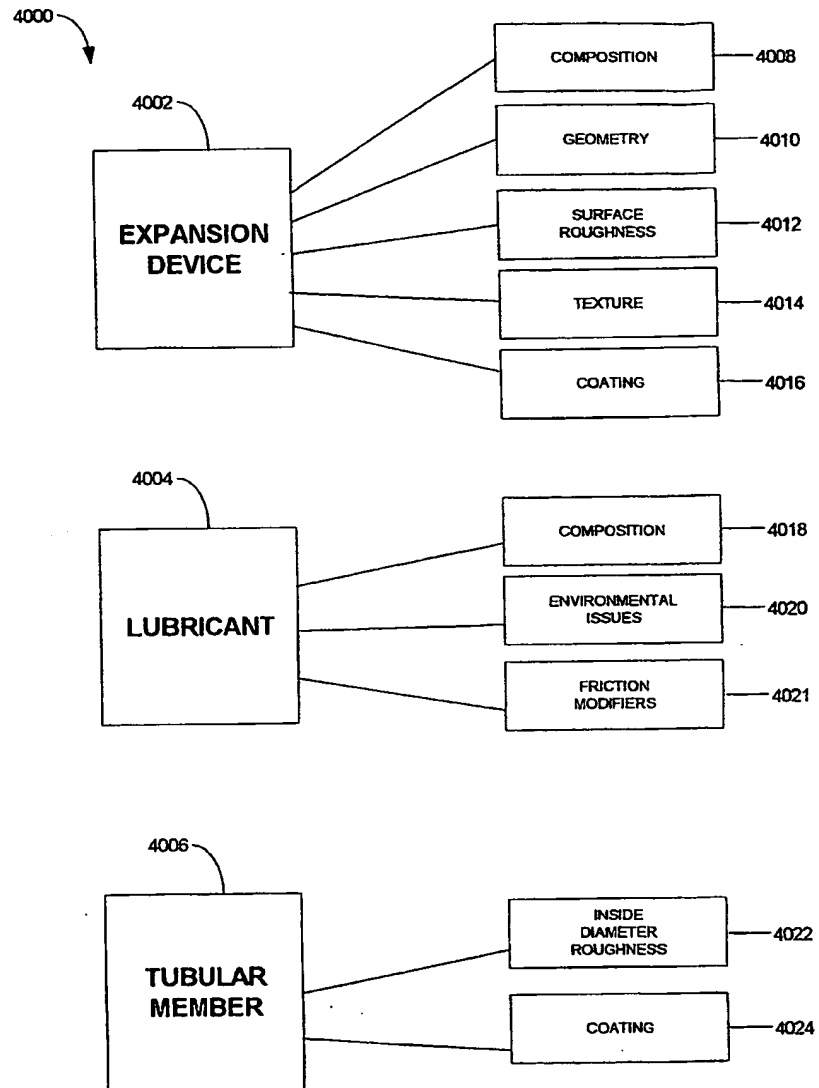 4000
4002
EXPANSION
DEVICE
COMPOSITION
4008
GEOMETRY
4010
SURFACE
ROUGHNESS
4012
TEXTURE
4014
COATING
4016
4004
LUBRICANT
COMPOSITION
4018
ENVIRONMENTAL
ISSUES
4020
FRICTION
MODIFIERS
4021
4006
TUBULAR
MEMBER
INSIDE
DIAMETER
ROUGHNESS
4022
COATING
4024